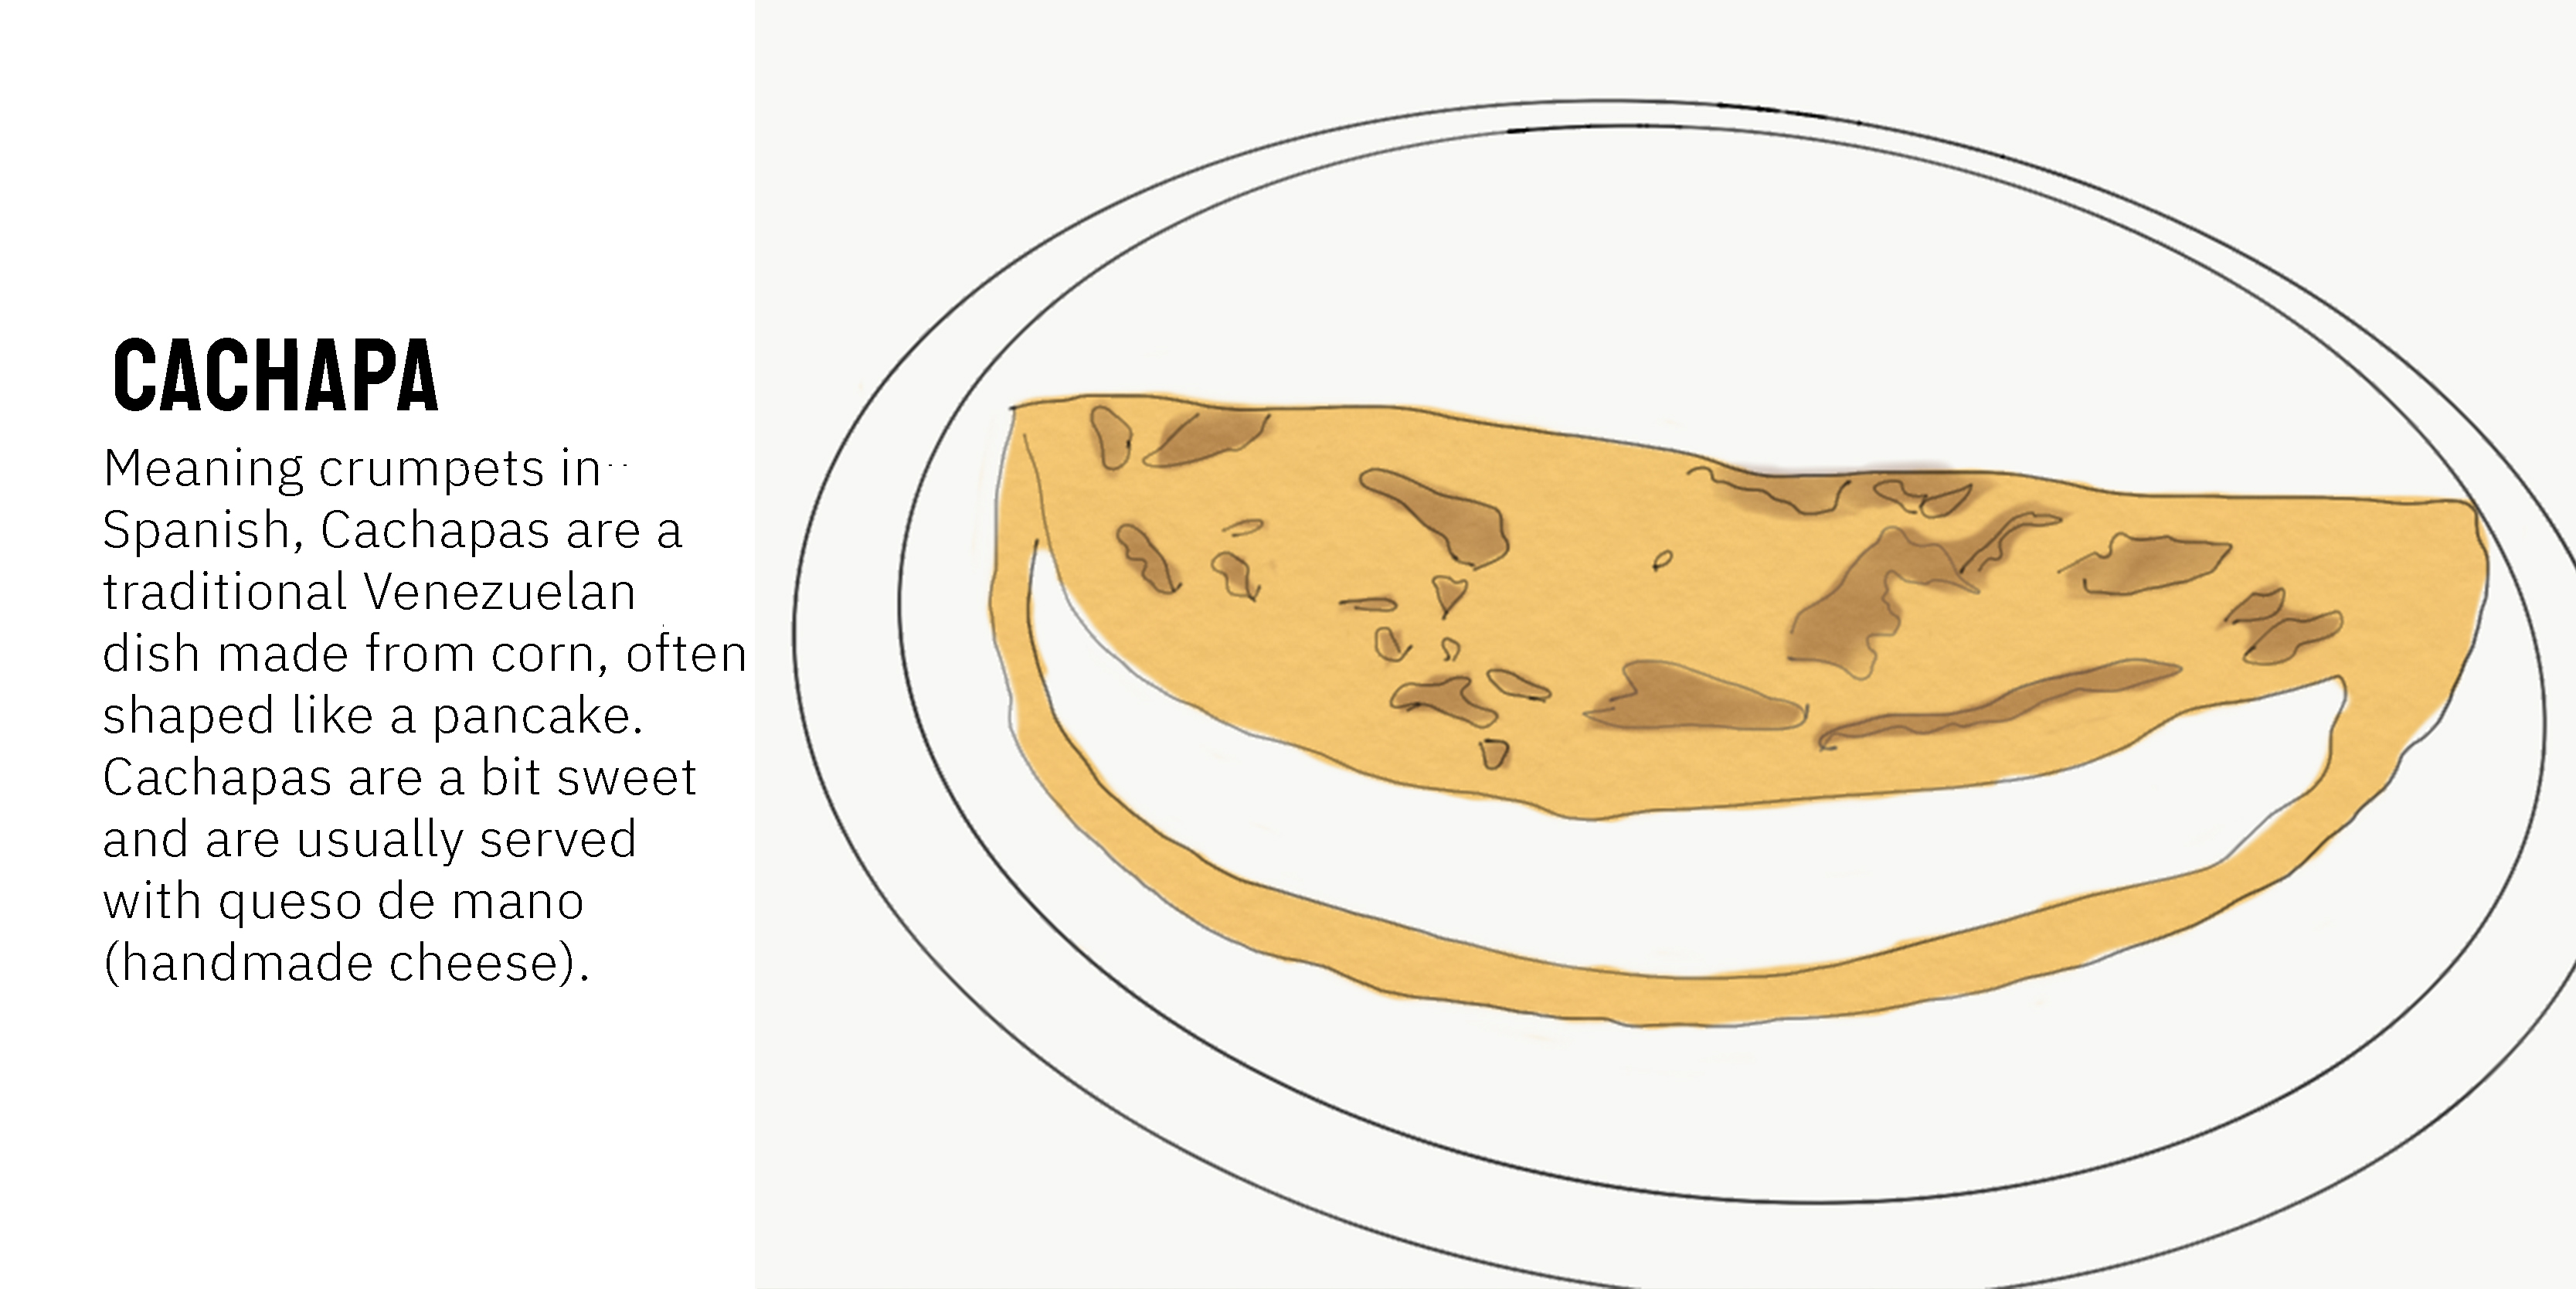 CACHAPA
Meaning crumpets in
Spanish, Cachapas are a
traditional Venezuelan
dish made from corn, often
shaped like a pancake.
Cachapas are a bit sweet
and are usually served
with queso de mano
(handmade cheese).